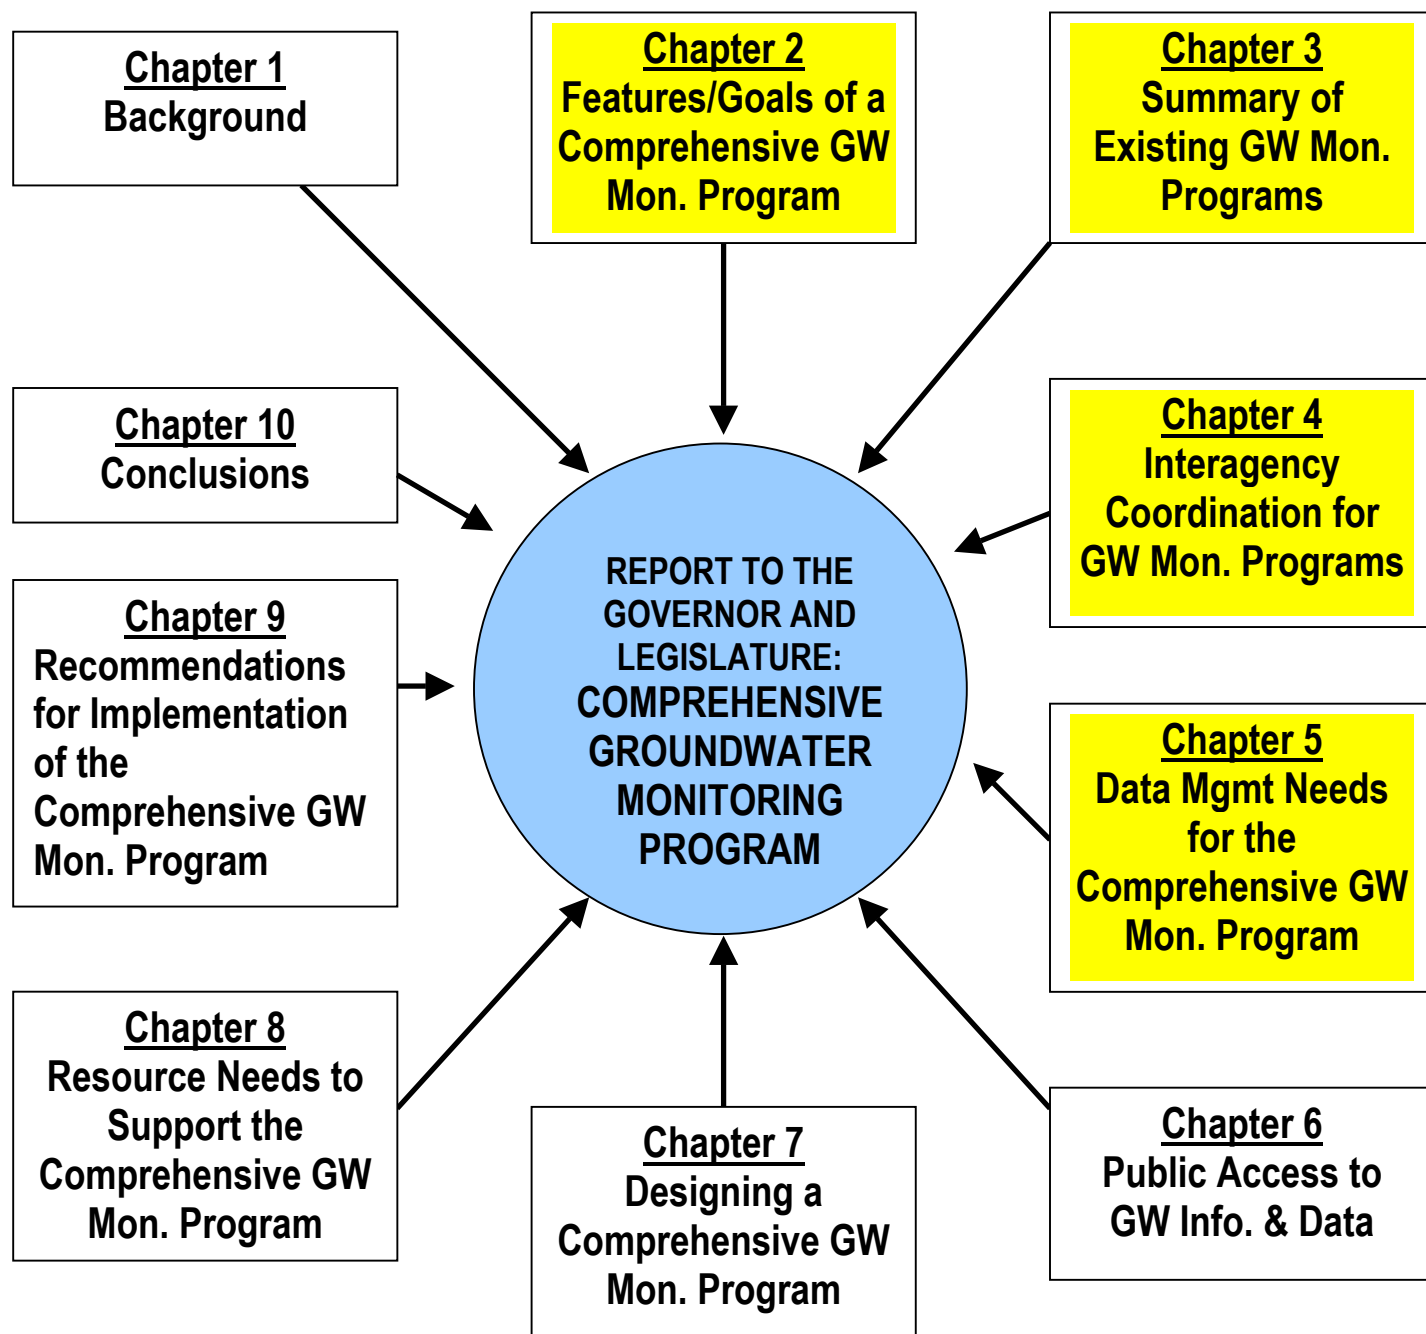 Chapter 1
Background
Chapter 2
Features/Goals of a
Comprehensive GW
Mon. Program
Chapter 3
Summary of
Existing GW Mon.
Programs
Chapter 4
Interagency
Coordination for
GW Mon. Programs
Chapter 5
Data Mgmt Needs
for the
Comprehensive GW
Mon. Program
Chapter 6
Public Access to
GW Info. & Data
Chapter 7
Designing a
Comprehensive GW
Mon. Program
Chapter 8
Resource Needs to
Support the
Comprehensive GW
Mon. Program
Chapter 9
Recommendations
for Implementation
of the
Comprehensive GW
Mon. Program
Chapter 10
Conclusions
REPORT TO THE
GOVERNOR AND
LEGISLATURE:
COMPREHENSIVE
GROUNDWATER
MONITORING
PROGRAM